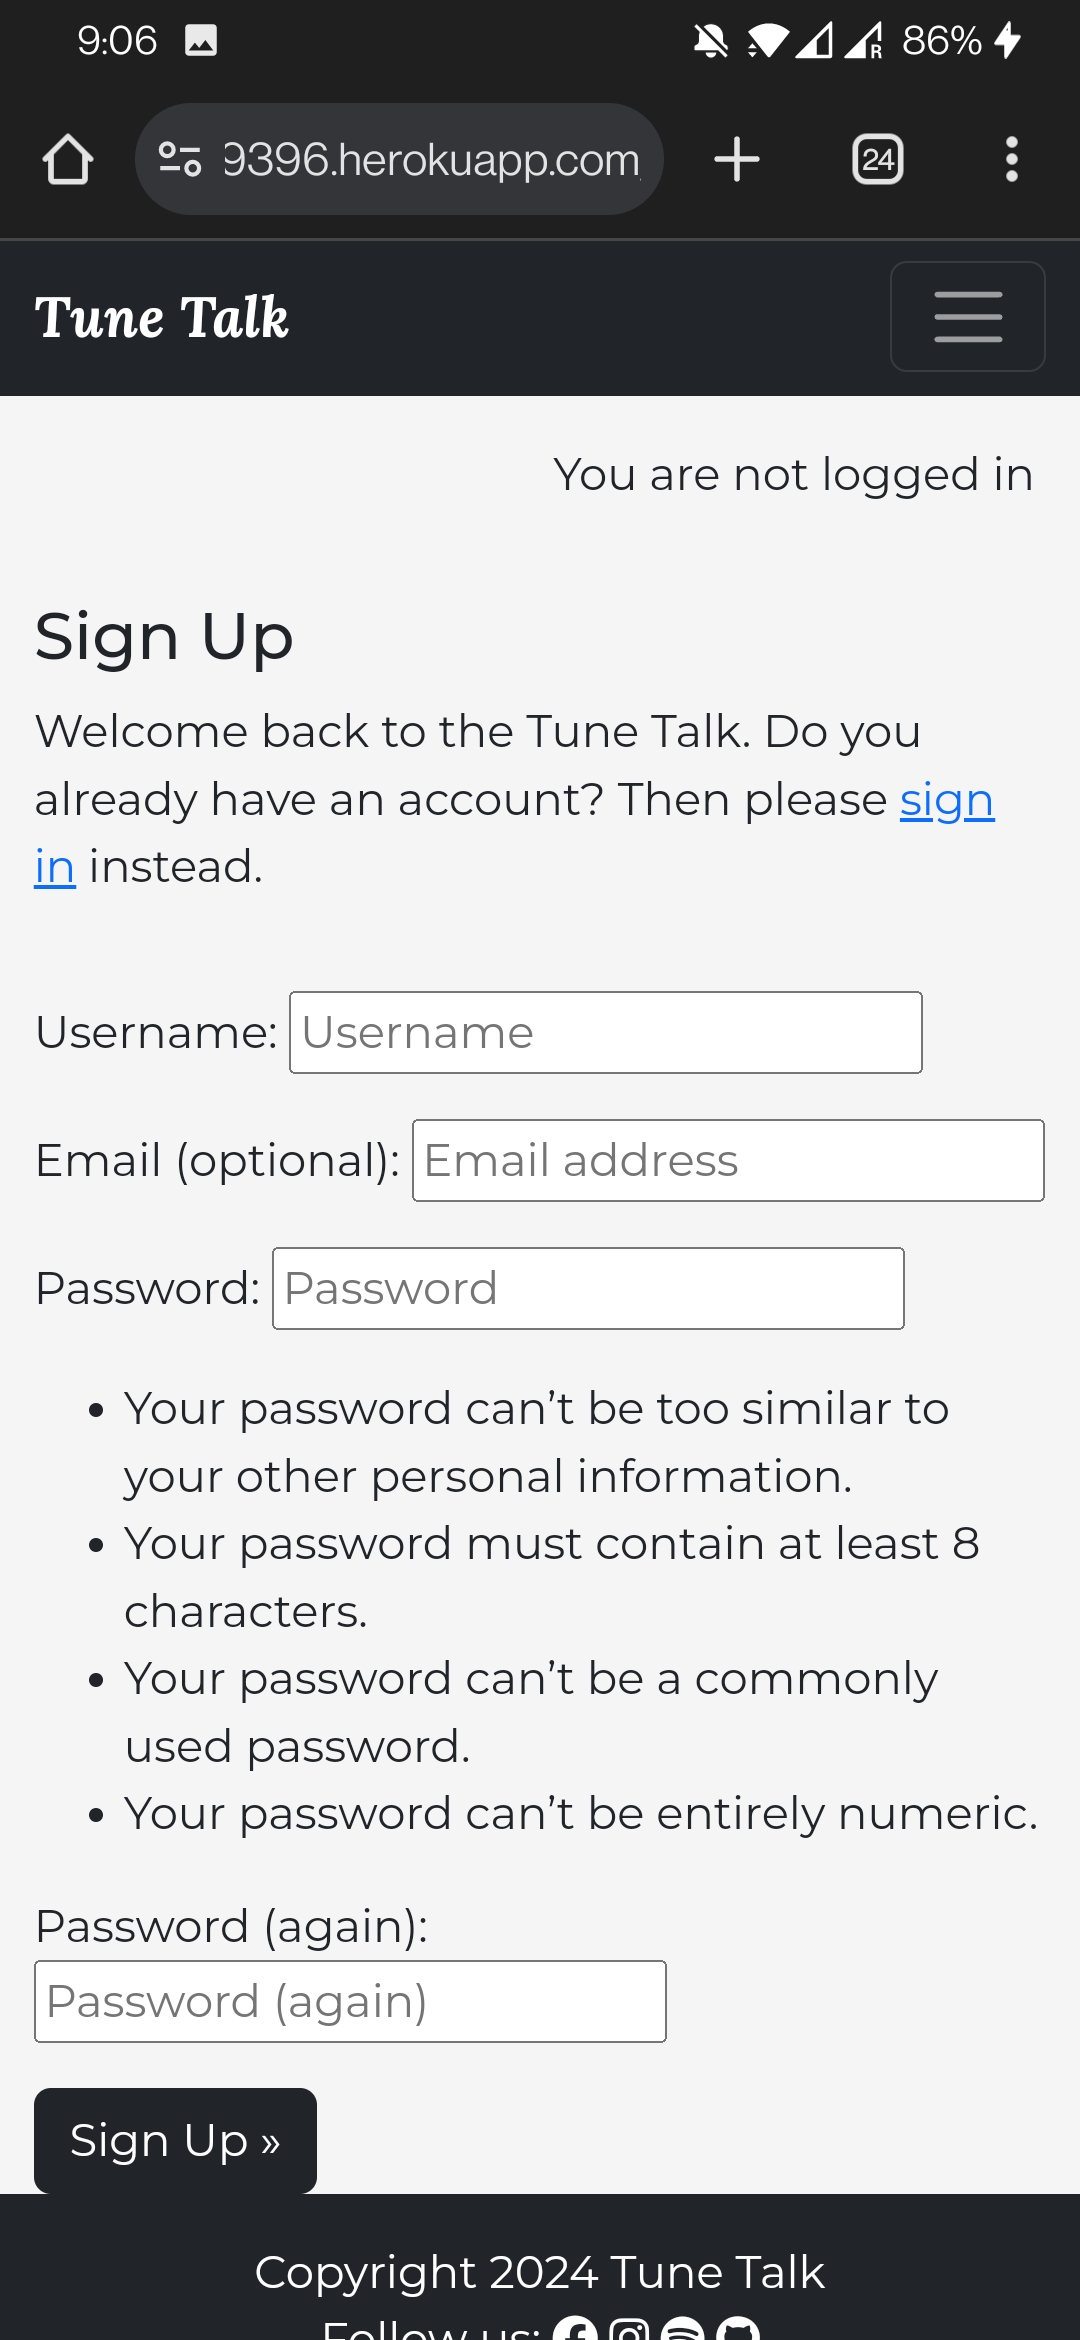 9:06
86%
9396.herokuapp.com
24
Tune Talk
You are not logged in
Sign Up
Welcome back to the Tune Talk. Do you
already have an account? Then please sign
in instead.
Username: Username
Email (optional): Email address
Password: Password
• Your password can’t be too similar to
your other personal information.
• Your password must contain at least 8
characters.
• Your password can’t be a commonly
used password.
• Your password can’t be entirely numeric.
Password (again):
Password (again)
Sign Up »
Copyright 2024 Tune Talk
Follow us: